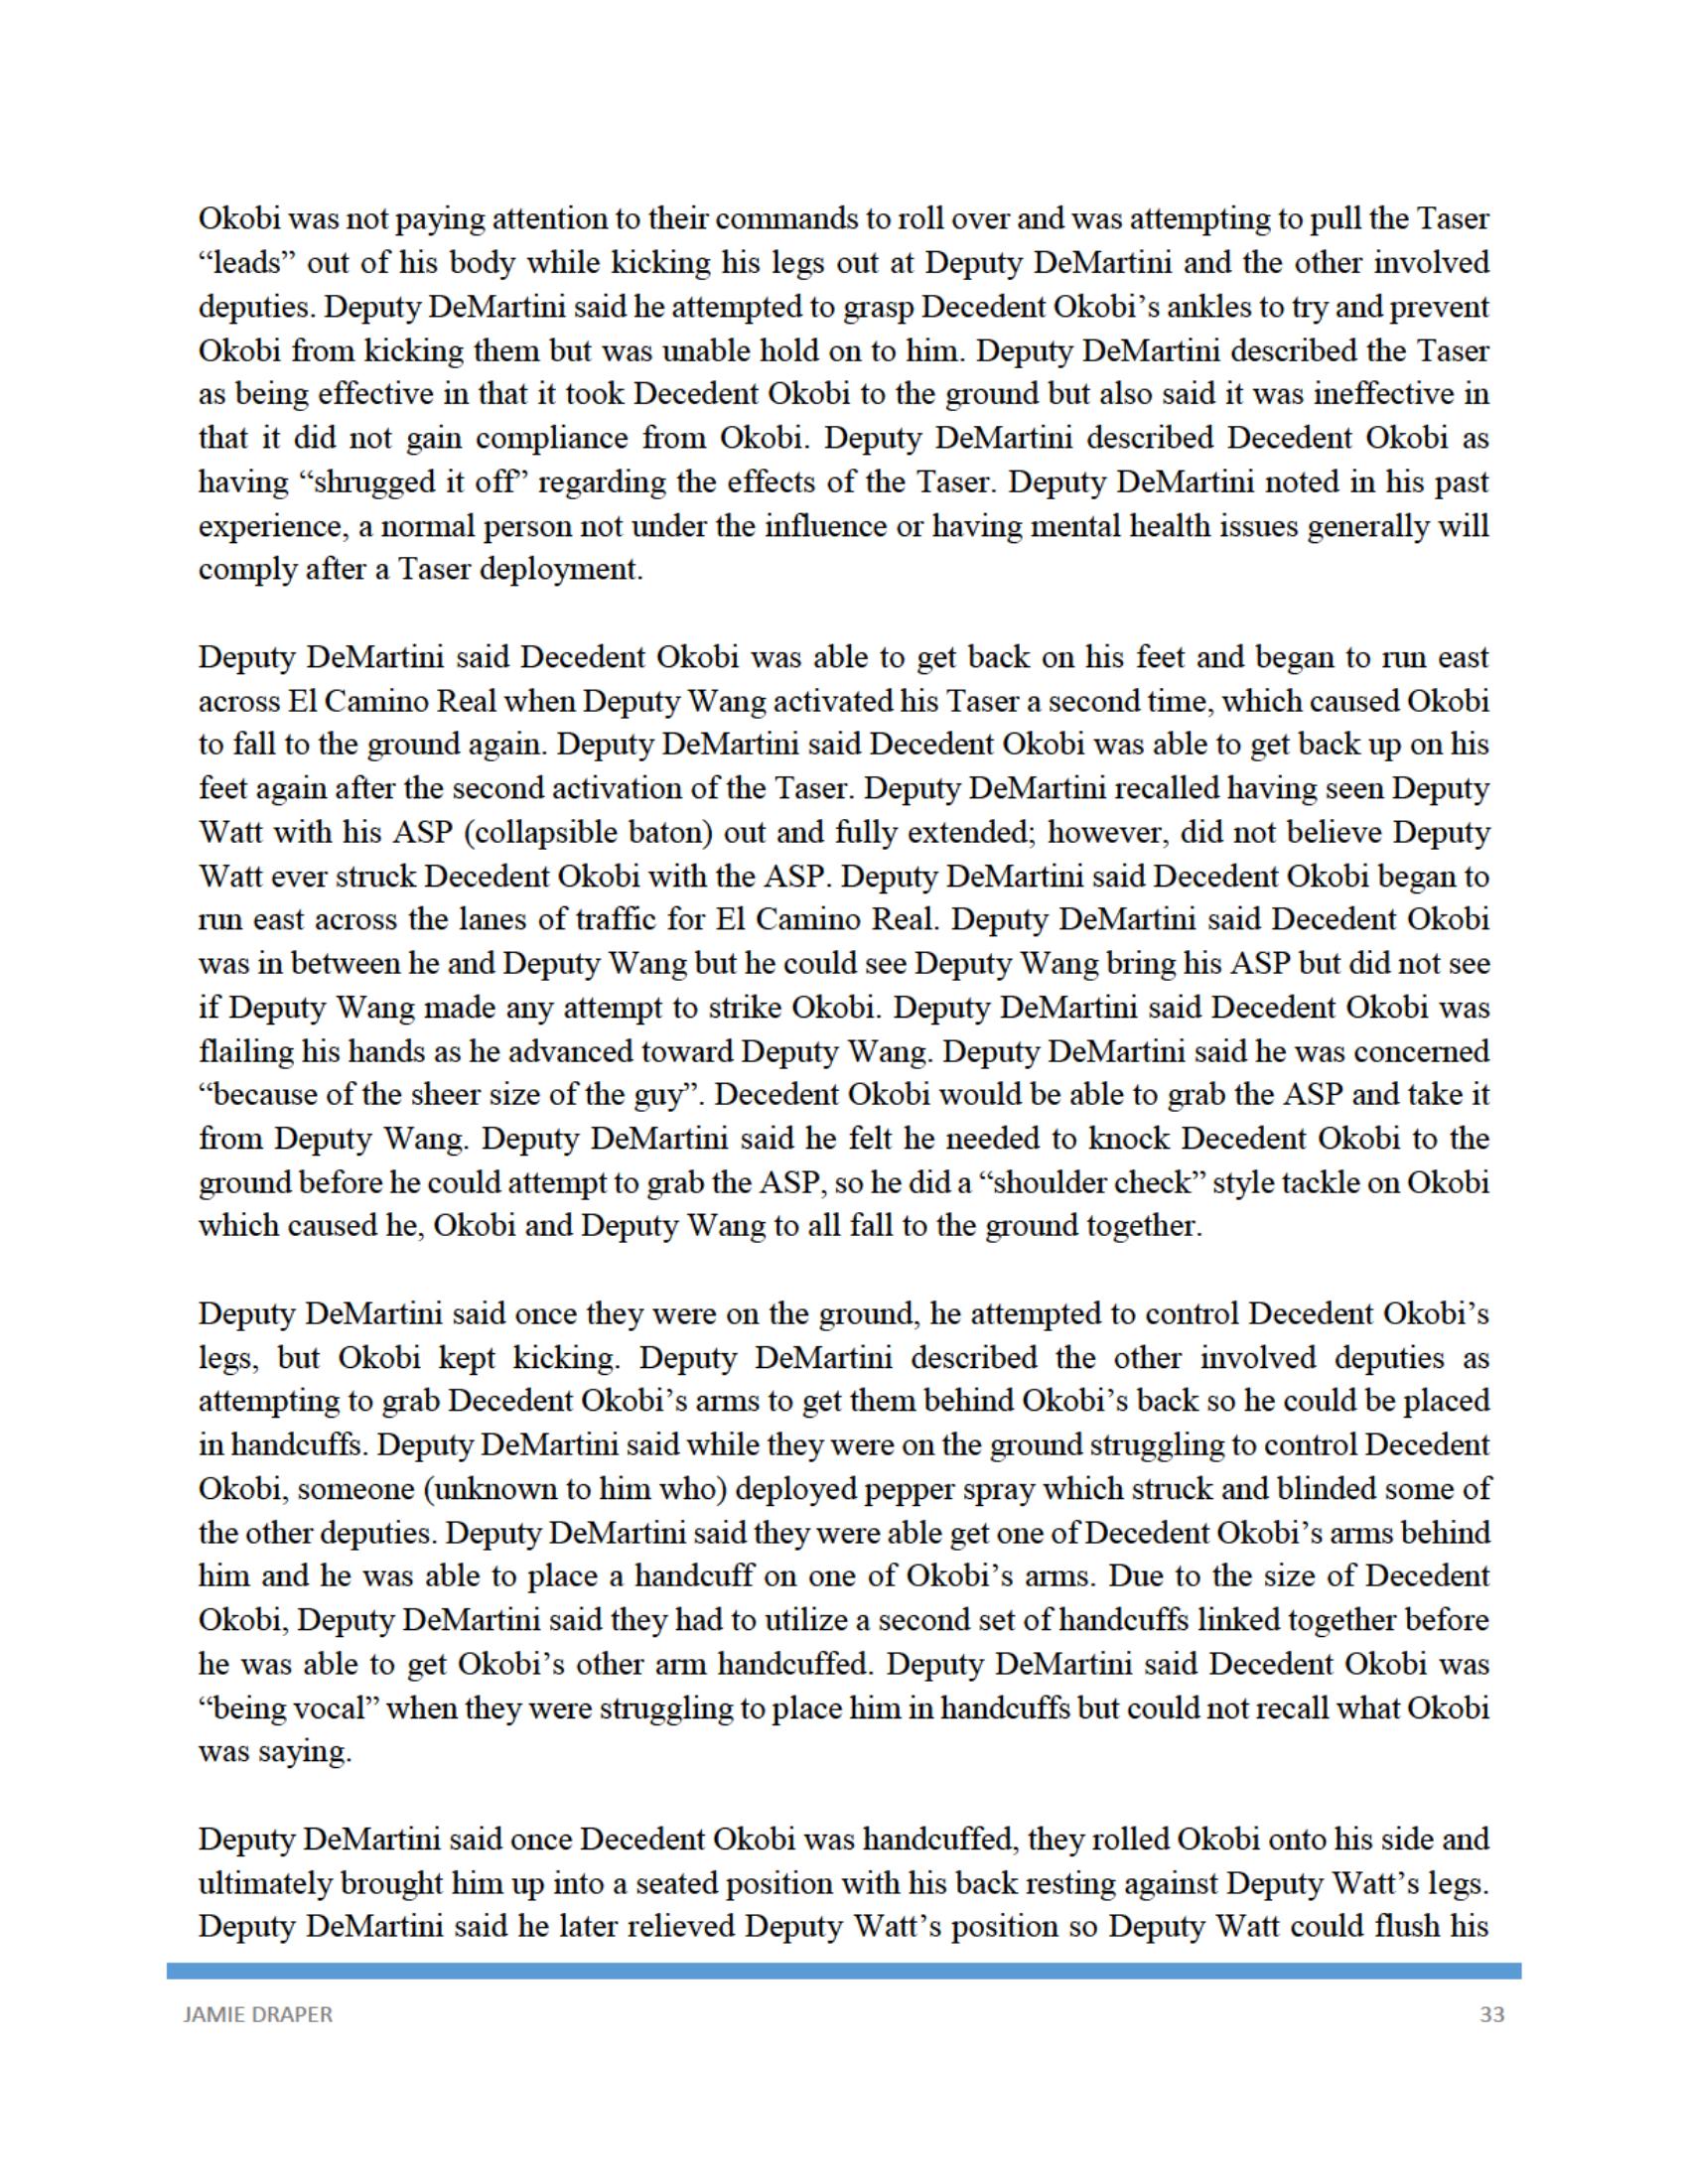 Okobi was not paying attention to their commands to roll over and was attempting to pull the Taser
“leads” out of his body while kicking his legs out at Deputy DeMartini and the other involved
deputies. Deputy DeMartini said he attempted to grasp Decedent Okobi’s ankles to try and prevent
Okobi from kicking them but was unable hold on to him. Deputy DeMartini described the Taser
as being effective in that it took Decedent Okobi to the ground but also said it was ineffective in
that it did not gain compliance from Okobi. Deputy DeMartini described Decedent Okobi as
having “shrugged it off” regarding the effects of the Taser. Deputy DeMartini noted in his past
experience, a normal person not under the influence or having mental health issues generally will
comply after a Taser deployment.
Deputy DeMartini said Decedent Okobi was able to get back on his feet and began to run east
across El Camino Real when Deputy Wang activated his Taser a second time, which caused Okobi
to fall to the ground again. Deputy DeMartini said Decedent Okobi was able to get back up on his
feet again after the second activation of the Taser. Deputy DeMartini recalled having seen Deputy
Watt with his ASP (collapsible baton) out and fully extended; however, did not believe Deputy
Watt ever struck Decedent Okobi with the ASP. Deputy DeMartini said Decedent Okobi began to
run east across the lanes of traffic for El Camino Real. Deputy DeMartini said Decedent Okobi
was in between he and Deputy Wang but he could see Deputy Wang bring his ASP but did not see
if Deputy Wang made any attempt to strike Okobi. Deputy DeMartini said Decedent Okobi was
flailing his hands as he advanced toward Deputy Wang. Deputy DeMartini said he was concerned
“because of the sheer size of the guy”. Decedent Okobi would be able to grab the ASP and take it
from Deputy Wang. Deputy DeMartini said he felt he needed to knock Decedent Okobi to the
ground before he could attempt to grab the ASP, so he did a “shoulder check” style tackle on Okobi
which caused he, Okobi and Deputy Wang to all fall to the ground together.
Deputy DeMartini said once they were on the ground, he attempted to control Decedent Okobi’s
legs, but Okobi kept kicking. Deputy DeMartini described the other involved deputies as
attempting to grab Decedent Okobi’s arms to get them behind Okobi’s back so he could be placed
in handcuffs. Deputy DeMartini said while they were on the ground struggling to control Decedent
Okobi, someone (unknown to him who) deployed pepper spray which struck and blinded some of
the other deputies. Deputy DeMartini said they were able get one of Decedent Okobi’s arms behind
him and he was able to place a handcuff on one of Okobi’s arms. Due to the size of Decedent
Okobi, Deputy DeMartini said they had to utilize a second set of handcuffs linked together before
he was able to get Okobi’s other arm handcuffed. Deputy DeMartini said Decedent Okobi was
“being vocal” when they were struggling to place him in handcuffs but could not recall what Okobi
was saying.
Deputy DeMartini said once Decedent Okobi was handcuffed, they rolled Okobi onto his side and
ultimately brought him up into a seated position with his back resting against Deputy Watt’s legs.
Deputy DeMartini said he later relieved Deputy Watt’s position so Deputy Watt could flush his
JAMIE DRAPER 33